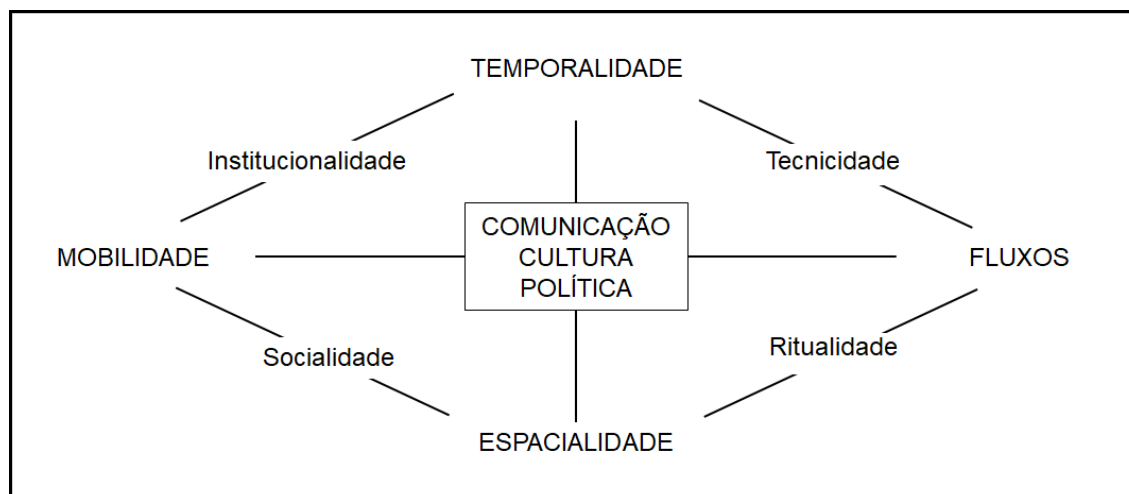 TEMPORALIDADE
Institucionalidade
Tecnicidade
COMUNICAÇÃO
CULTURA
POLÍTICA
MOBILIDADE
FLUXOS
Socialidade
Ritualidade
ESPACIALIDADE